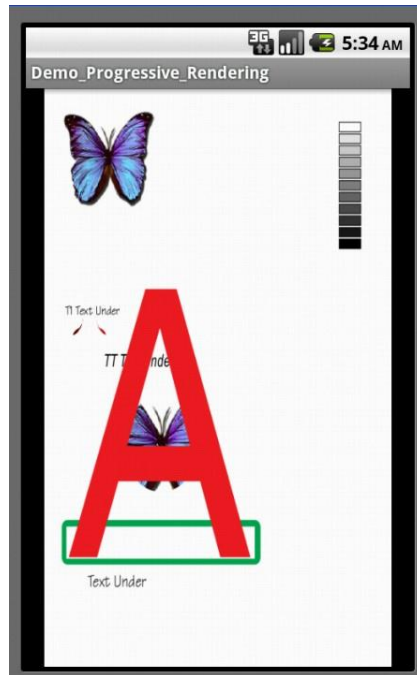 3G 5:34 AM
Demo_Progressive_Rendering
TT Text Under
A
Text Under